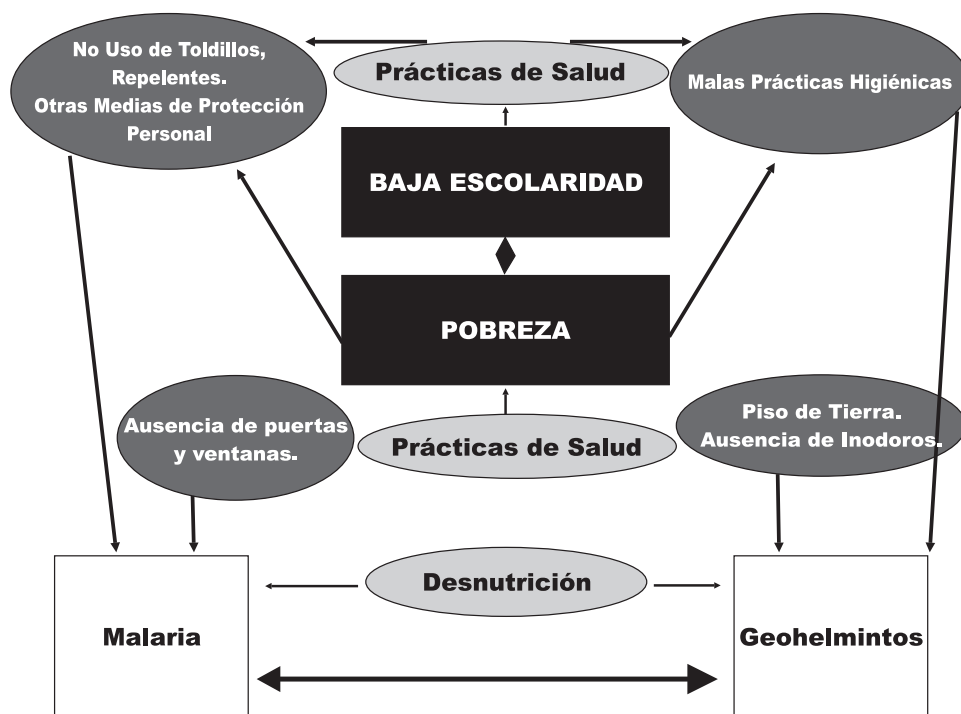 No Uso de Toldillos,
Repelentes.
Otras Medias de Protección
Personal
Prácticas de Salud
Malas Prácticas Higiénicas
BAJA ESCOLARIDAD
POBREZA
Ausencia de puertas
y ventanas.
Prácticas de Salud
Piso de Tierra.
Ausencia de Inodoros.
Desnutrición
Malaria
Geohelmintos